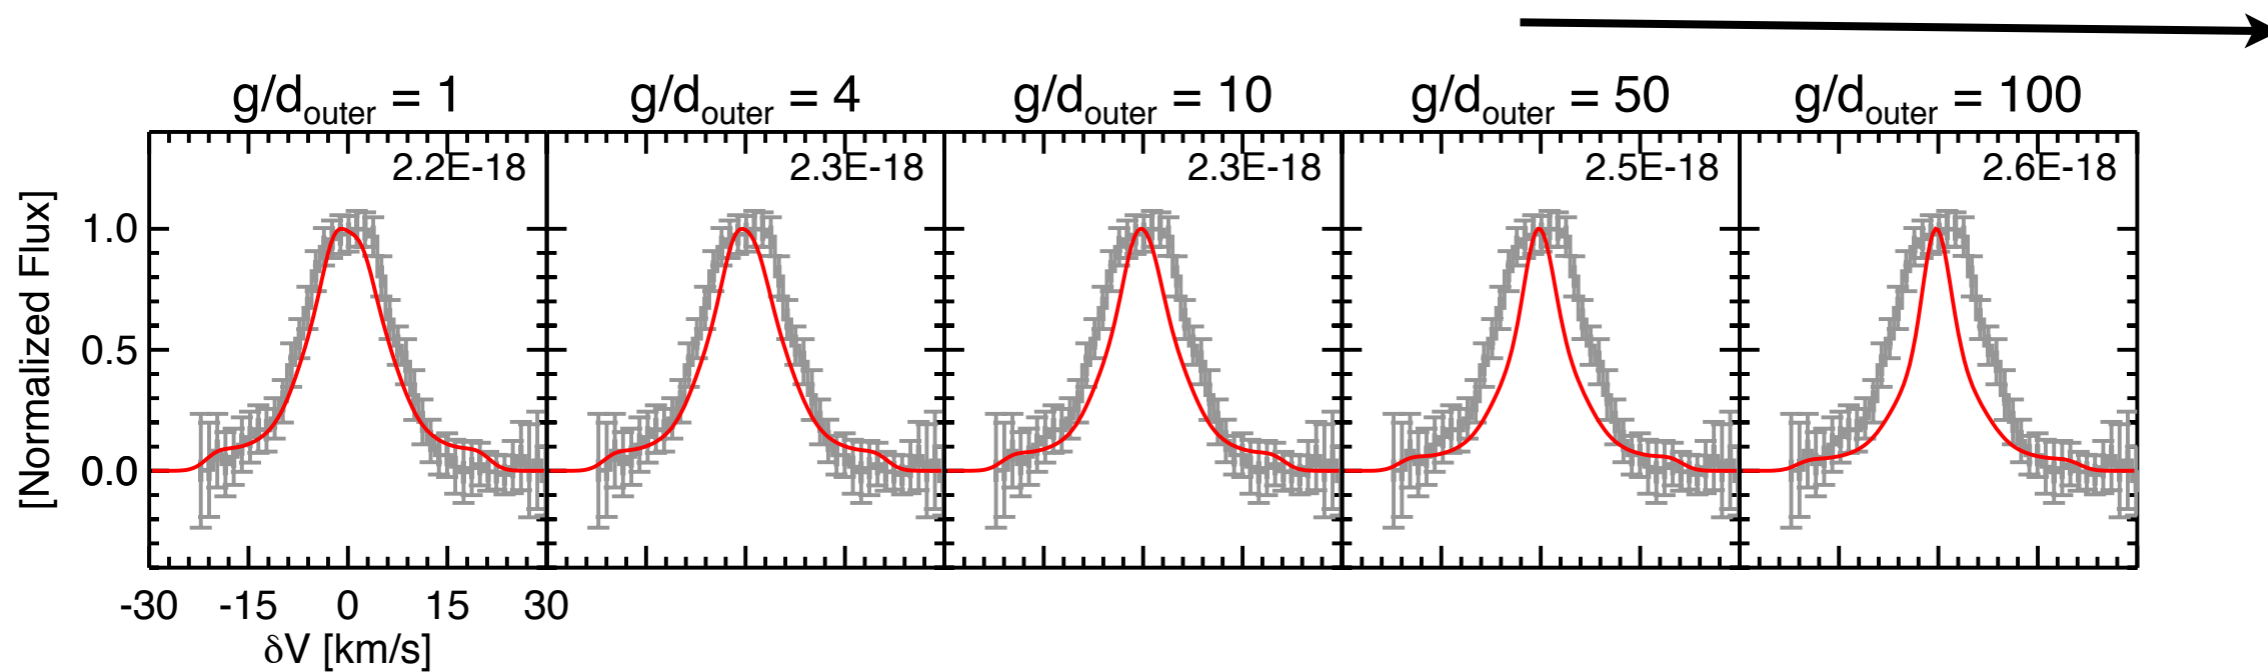 g/d_outer = 1 g/d_outer = 4 g/d_outer = 10 g/d_outer = 50 g/d_outer = 100
2.2E-18 2.3E-18 2.3E-18 2.5E-18 2.6E-18
[Normalized Flux]
1.0
0.5
0.0
-30 -15 0 15 30
δV [km/s]